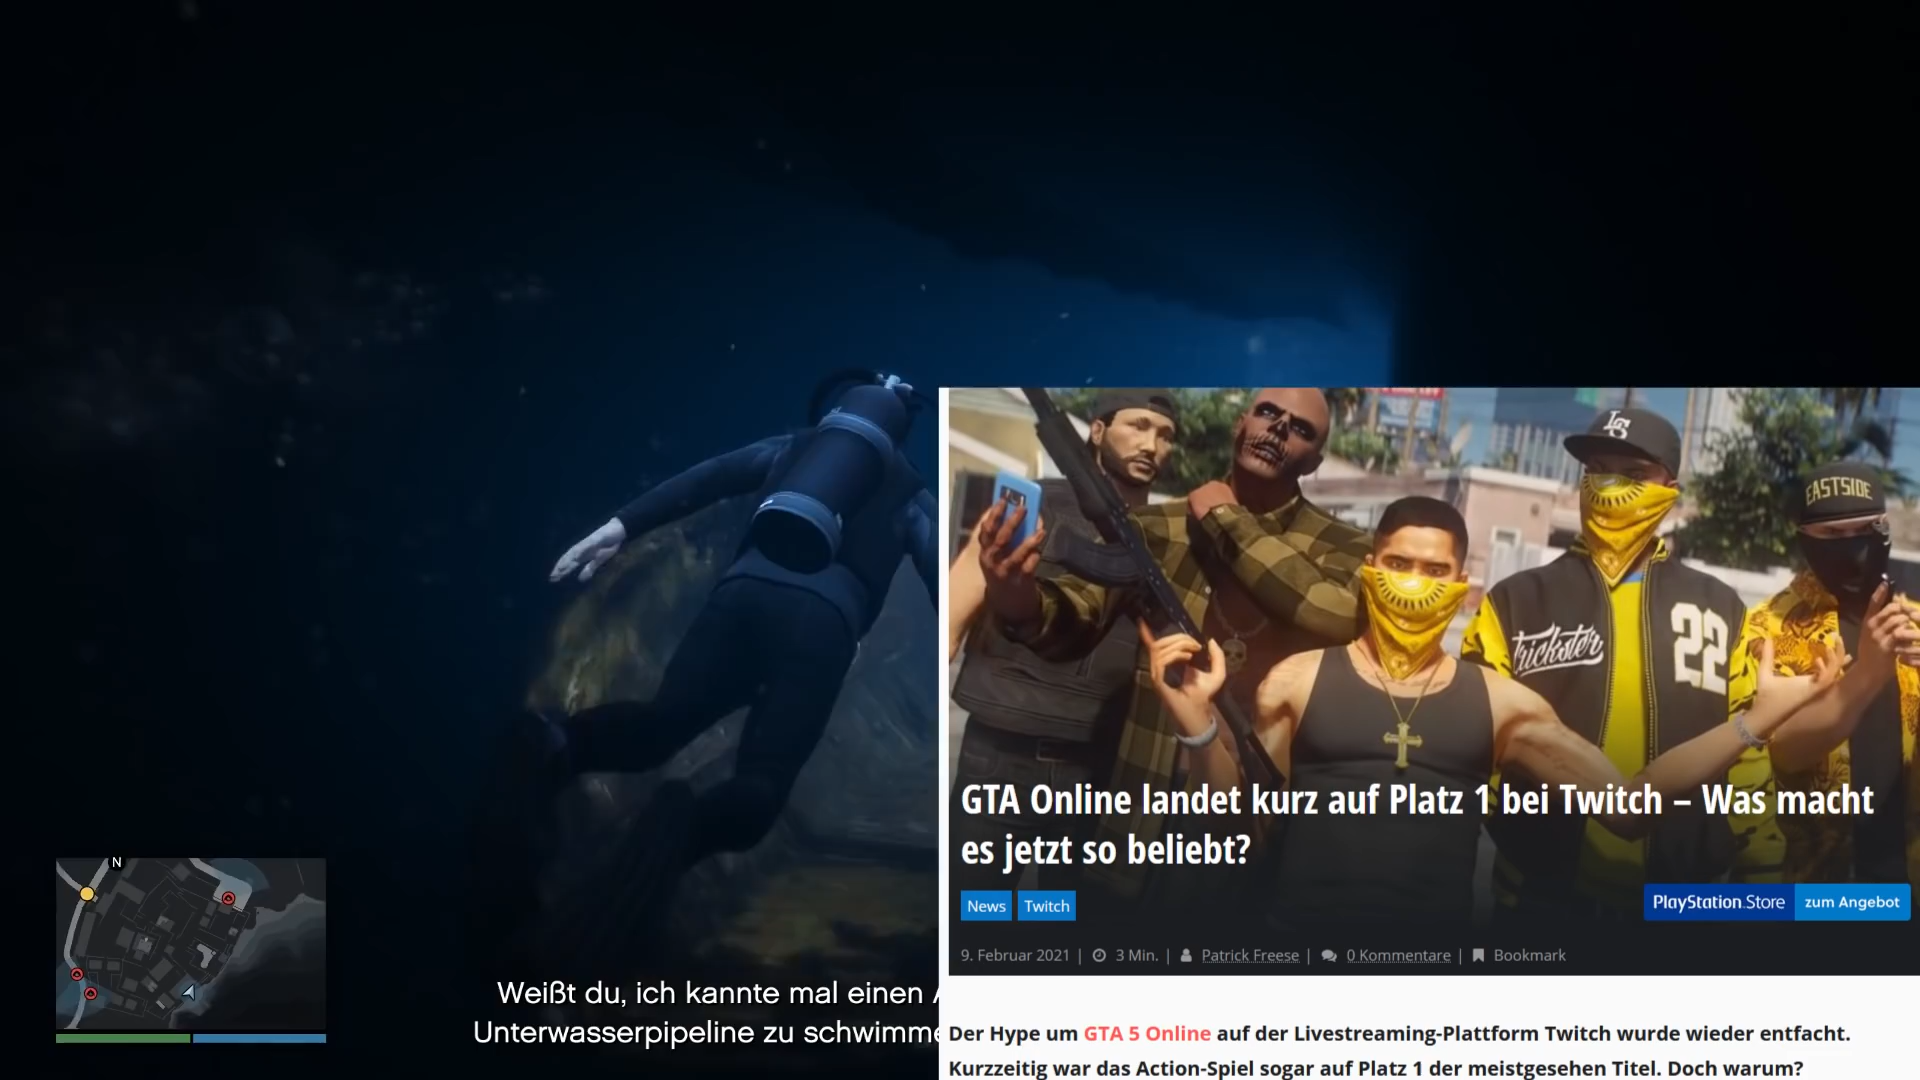 LS
EASTSIDE
Trickster
22
GTA Online landet kurz auf Platz 1 bei Twitch – Was macht
es jetzt so beliebt?
News Twitch
PlayStation Store zum Angebot
9. Februar 2021 | 3 Min. | Patrick Freese | 0 Kommentare | Bookmark
N
Weißt du, ich kannte mal einen
Unterwasserpipeline zu schwimme
Der Hype um GTA 5 Online auf der Livestreaming-Plattform Twitch wurde wieder entfacht.
Kurzzeitig war das Action-Spiel sogar auf Platz 1 der meistgesehen Titel. Doch warum?